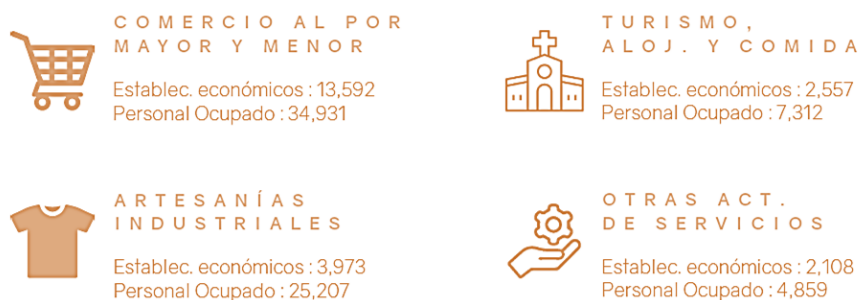 COMERCIO AL POR
MAYOR Y MENOR
Establec. económicos : 13,592
Personal Ocupado : 34,931
TURISMO,
ALOJ. Y COMIDA
Establec. económicos : 2,557
Personal Ocupado : 7,312
ARTESANÍAS
INDUSTRIALES
Establec. económicos : 3,973
Personal Ocupado : 25,207
OTRAS ACT.
DE SERVICIOS
Establec. económicos : 2,108
Personal Ocupado : 4,859